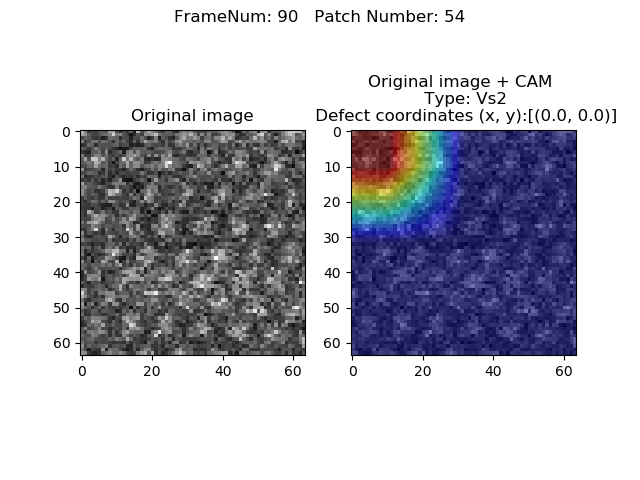 FrameNum: 90   Patch Number: 54
Original image
0
10
20
30
40
50
60
0 20 40 60
Original image + CAM
Type: Vs2
Defect coordinates (x, y):[(0.0, 0.0)]
0
10
20
30
40
50
60
0 20 40 60